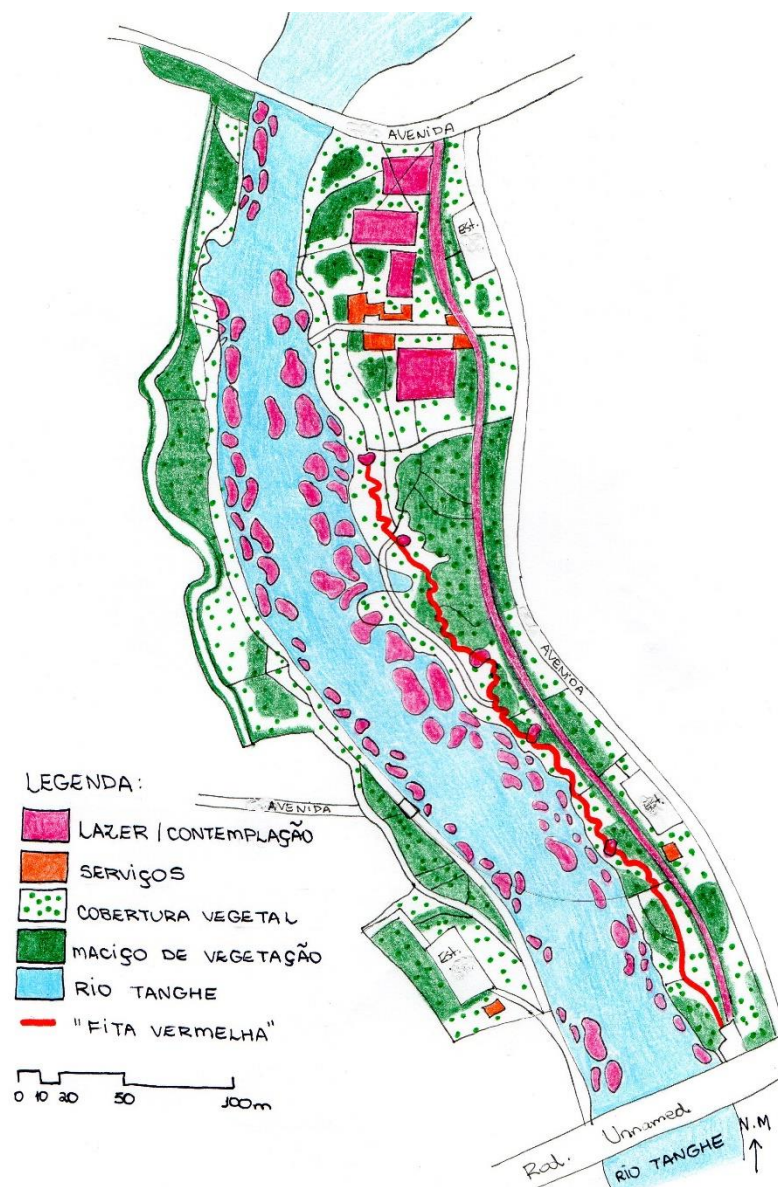 AVENIDA
Est.
AVENIDA
Est.
LEGENDA:
LAZER / CONTEMPLAÇÃO
SERVIÇOS
COBERTURA VEGETAL
MACIÇO DE VEGETAÇÃO
RIO TANGHE
"FITA VERMELHA"
0 10 20 50 100m
AVENIDA
Est.
Rod. Unnamed
RIO TANGHE
N.M